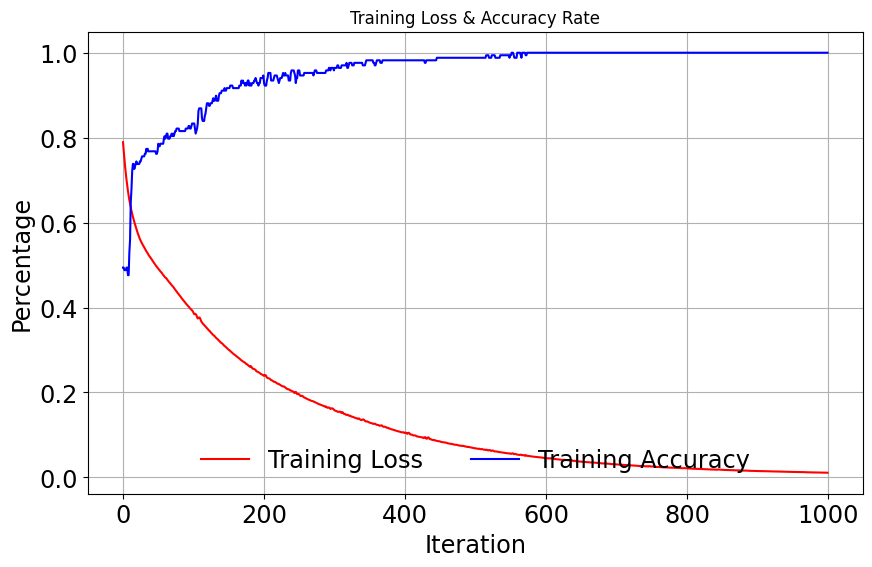 Training Loss & Accuracy Rate
1.0
0.8
0.6
0.4
0.2
0.0
Percentage
Training Loss
Training Accuracy
0 200 400 600 800 1000
Iteration